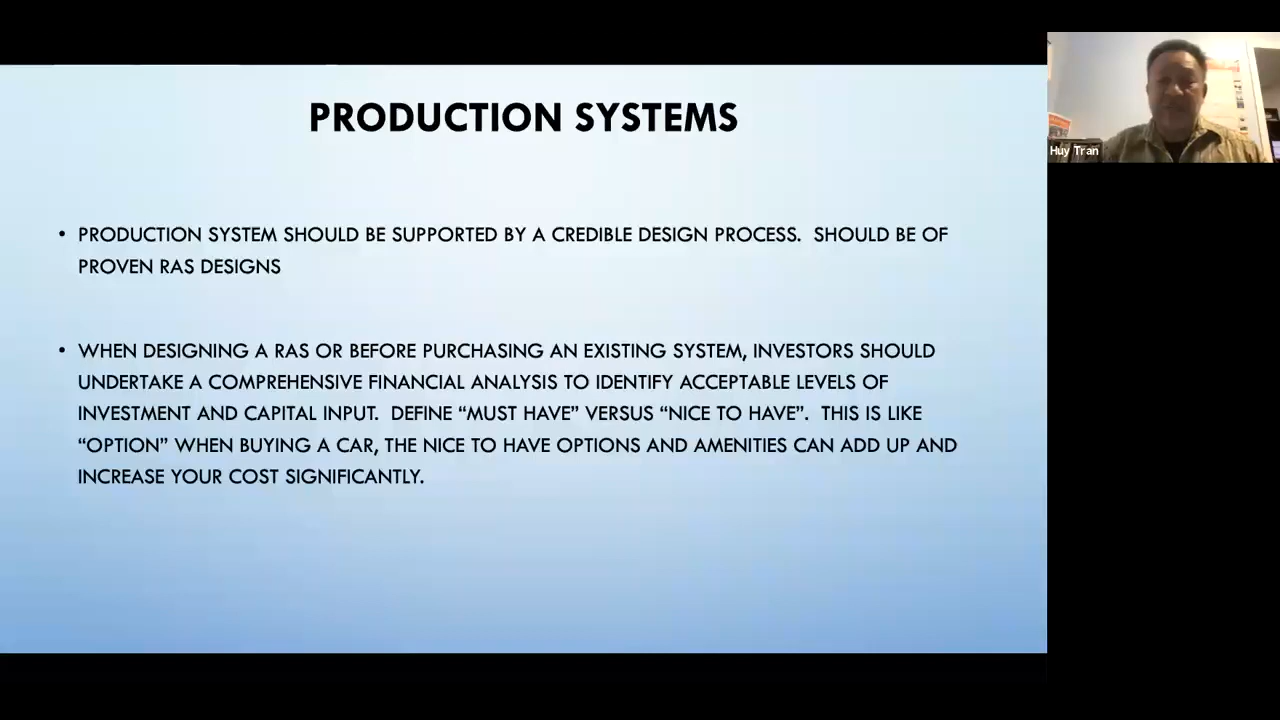 PRODUCTION SYSTEMS
• PRODUCTION SYSTEM SHOULD BE SUPPORTED BY A CREDIBLE DESIGN PROCESS.  SHOULD BE OF
PROVEN RAS DESIGNS
• WHEN DESIGNING A RAS OR BEFORE PURCHASING AN EXISTING SYSTEM, INVESTORS SHOULD
UNDERTAKE A COMPREHENSIVE FINANCIAL ANALYSIS TO IDENTIFY ACCEPTABLE LEVELS OF
INVESTMENT AND CAPITAL INPUT.  DEFINE “MUST HAVE” VERSUS “NICE TO HAVE”.  THIS IS LIKE
“OPTION” WHEN BUYING A CAR, THE NICE TO HAVE OPTIONS AND AMENITIES CAN ADD UP AND
INCREASE YOUR COST SIGNIFICANTLY.
Huy Tran